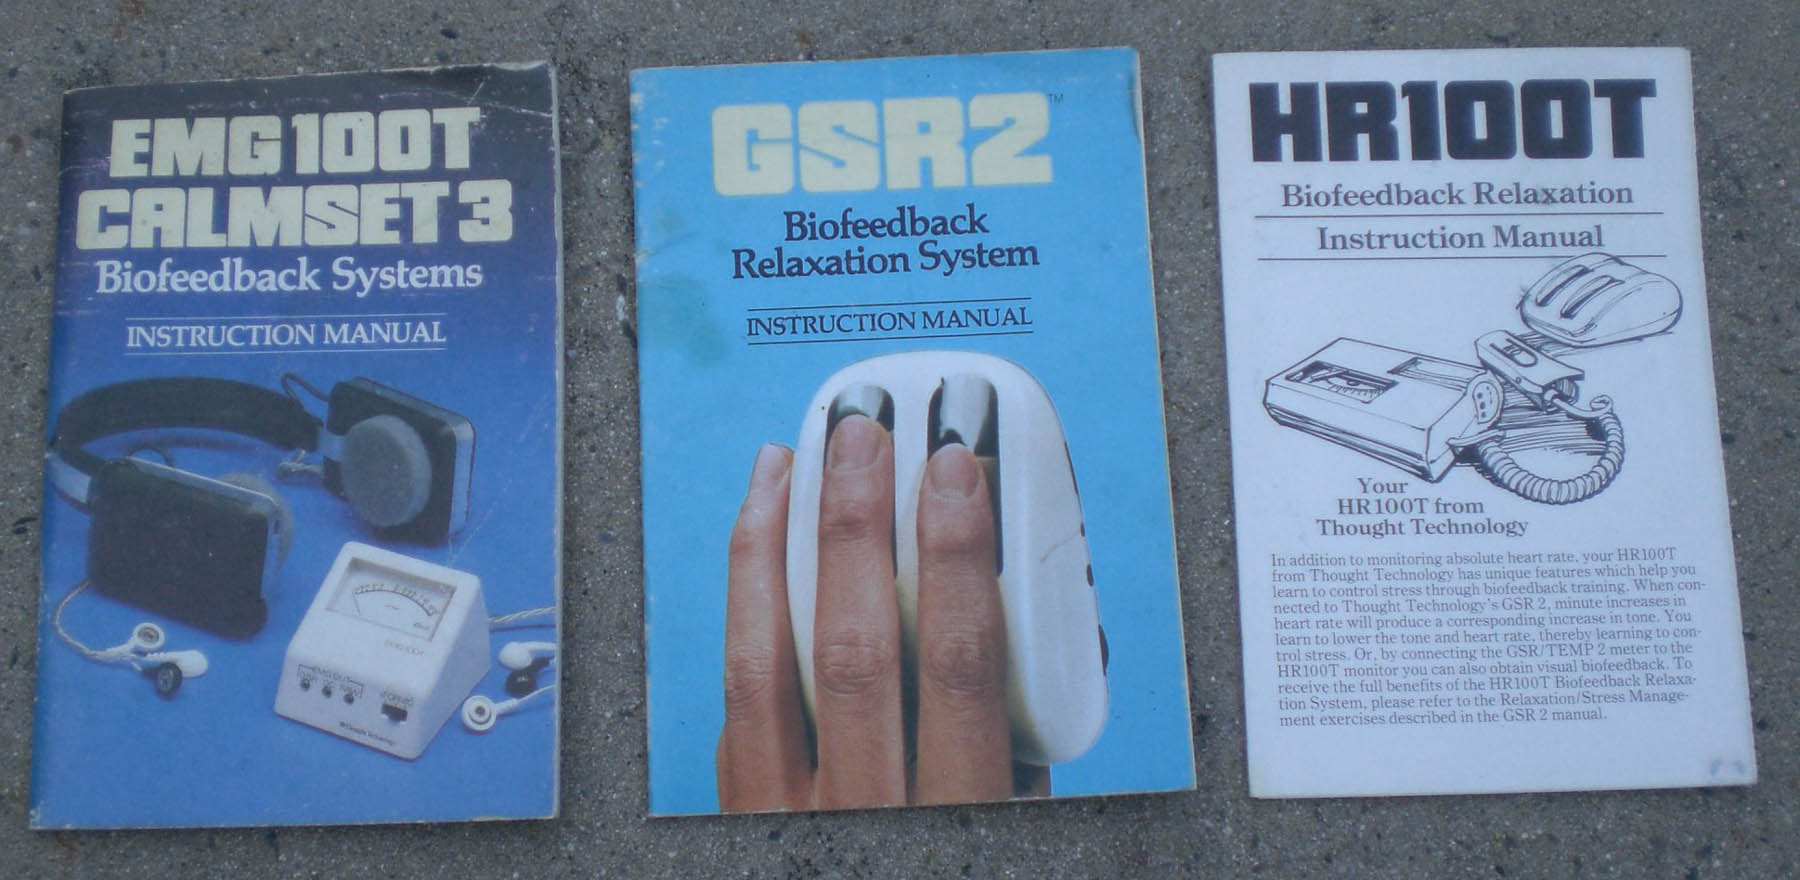 EMG 100T
CALMSET 3
Biofeedback Systems
INSTRUCTION MANUAL
EMG 100T
Thought Technology
GSR2™
Biofeedback
Relaxation System
INSTRUCTION MANUAL
HR100T
Biofeedback Relaxation
Instruction Manual
Your
HR100T from
Thought Technology
In addition to monitoring absolute heart rate, your HR100T
from Thought Technology has unique features which help you
learn to control stress through biofeedback training. When con-
nected to Thought Technology's GSR 2, minute increases in
heart rate will produce a corresponding increase in tone. You
learn to lower the tone and heart rate, thereby learning to con-
trol stress. Or, by connecting the GSR/TEMP 2 meter to the
HR100T monitor you can also obtain visual biofeedback. To
receive the full benefits of the HR100T Biofeedback Relaxa-
tion System, please refer to the Relaxation/Stress Manage-
ment exercises described in the GSR 2 manual.